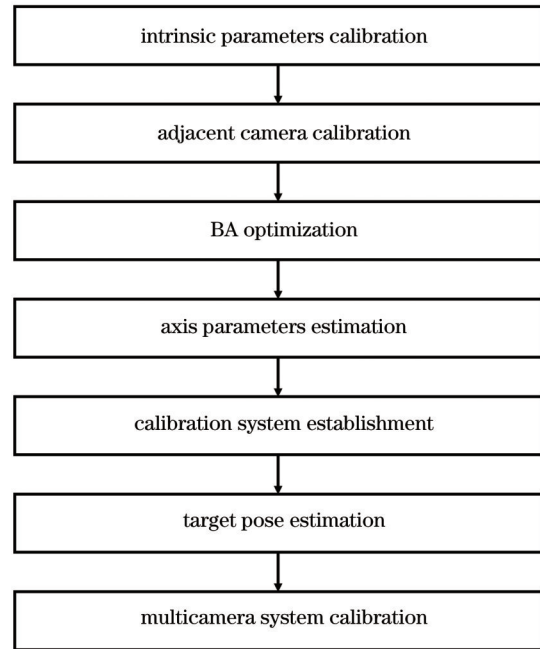 intrinsic parameters calibration
adjacent camera calibration
BA optimization
axis parameters estimation
calibration system establishment
target pose estimation
multicamera system calibration